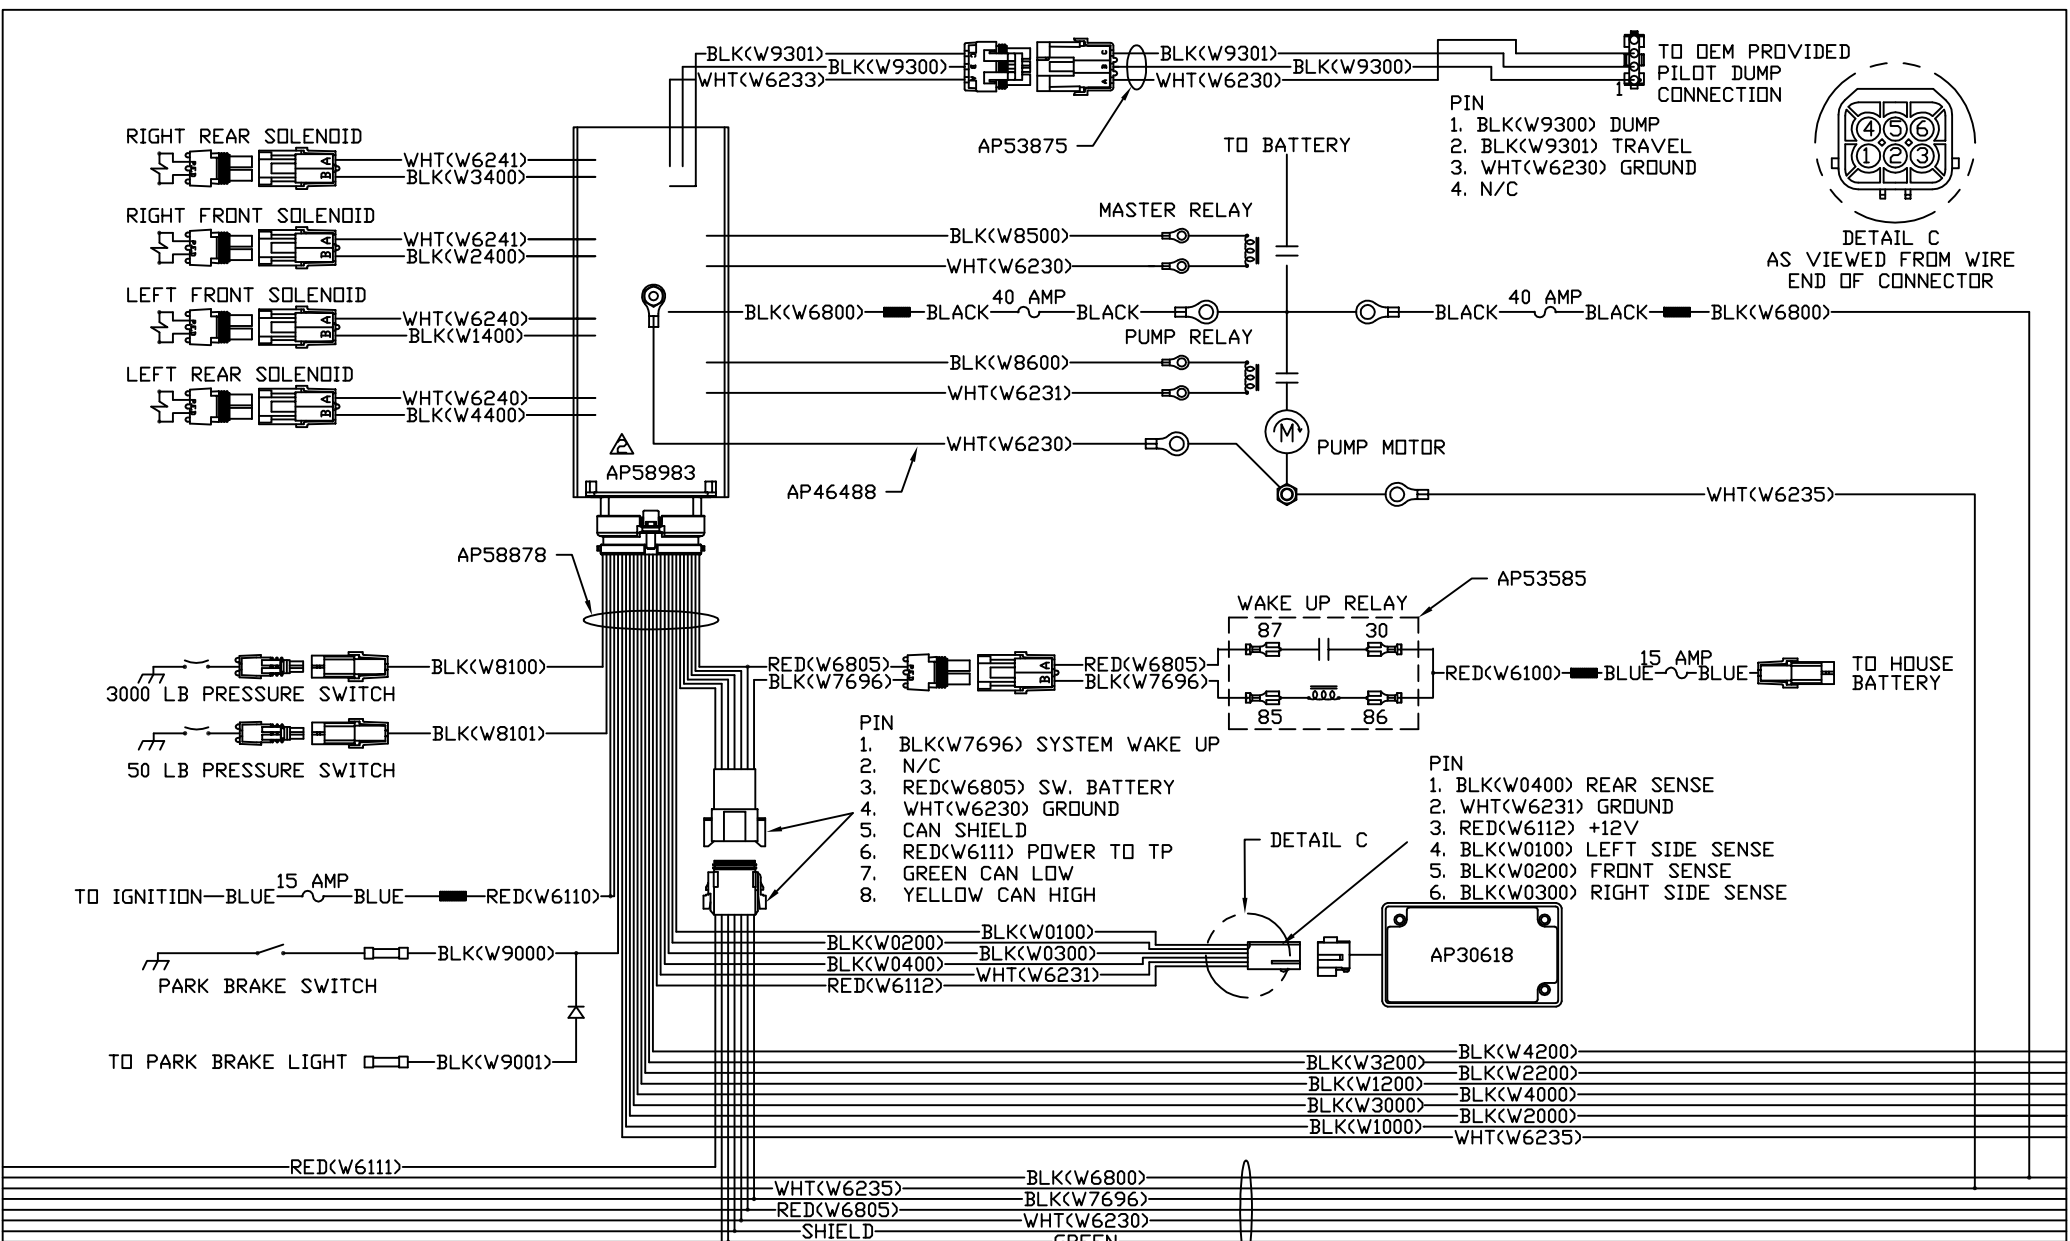 BLK(W9301)
BLK(W9300)
WHT(W6233)
C
B
A
C
B
A
BLK(W9301)
BLK(W9300)
WHT(W6230)
1
TO OEM PROVIDED
PILOT DUMP
CONNECTION
AP53875
PIN
1. BLK(W9300) DUMP
2. BLK(W9301) TRAVEL
3. WHT(W6230) GROUND
4. N/C
4 5 6
1 2 3
DETAIL C
AS VIEWED FROM WIRE
END OF CONNECTOR
RIGHT REAR SOLENOID
A
B
WHT(W6241)
BLK(W3400)
RIGHT FRONT SOLENOID
A
B
WHT(W6241)
BLK(W2400)
LEFT FRONT SOLENOID
A
B
WHT(W6240)
BLK(W1400)
LEFT REAR SOLENOID
A
B
WHT(W6240)
BLK(W4400)
2
AP58983
TO BATTERY
MASTER RELAY
BLK(W8500)
WHT(W6230)
BLK(W6800)
BLACK
40 AMP
BLACK
BLACK
40 AMP
BLACK
BLK(W6800)
PUMP RELAY
BLK(W8600)
WHT(W6231)
M
PUMP MOTOR
WHT(W6230)
AP46488
WHT(W6235)
AP58878
AP53585
WAKE UP RELAY
87
30
85
86
RED(W6805)
BLK(W7696)
A
B
RED(W6805)
BLK(W7696)
RED(W6100)
BLUE
15 AMP
BLUE
TO HOUSE
BATTERY
BLK(W8100)
3000 LB PRESSURE SWITCH
BLK(W8101)
50 LB PRESSURE SWITCH
PIN
1. BLK(W7696) SYSTEM WAKE UP
2. N/C
3. RED(W6805) SW. BATTERY
4. WHT(W6230) GROUND
5. CAN SHIELD
6. RED(W6111) POWER TO TP
7. GREEN CAN LOW
8. YELLOW CAN HIGH
PIN
1. BLK(W0400) REAR SENSE
2. WHT(W6231) GROUND
3. RED(W6112) +12V
4. BLK(W0100) LEFT SIDE SENSE
5. BLK(W0200) FRONT SENSE
6. BLK(W0300) RIGHT SIDE SENSE
DETAIL C
TO IGNITION
BLUE
15 AMP
BLUE
RED(W6110)
BLK(W9000)
PARK BRAKE SWITCH
TO PARK BRAKE LIGHT
BLK(W9001)
BLK(W0100)
BLK(W0200)
BLK(W0300)
BLK(W0400)
WHT(W6231)
RED(W6112)
AP30618
BLK(W4200)
BLK(W3200)
BLK(W2200)
BLK(W1200)
BLK(W4000)
BLK(W3000)
BLK(W2000)
BLK(W1000)
WHT(W6235)
RED(W6111)
BLK(W6800)
WHT(W6235)
BLK(W7696)
RED(W6805)
WHT(W6230)
SHIELD
GREEN